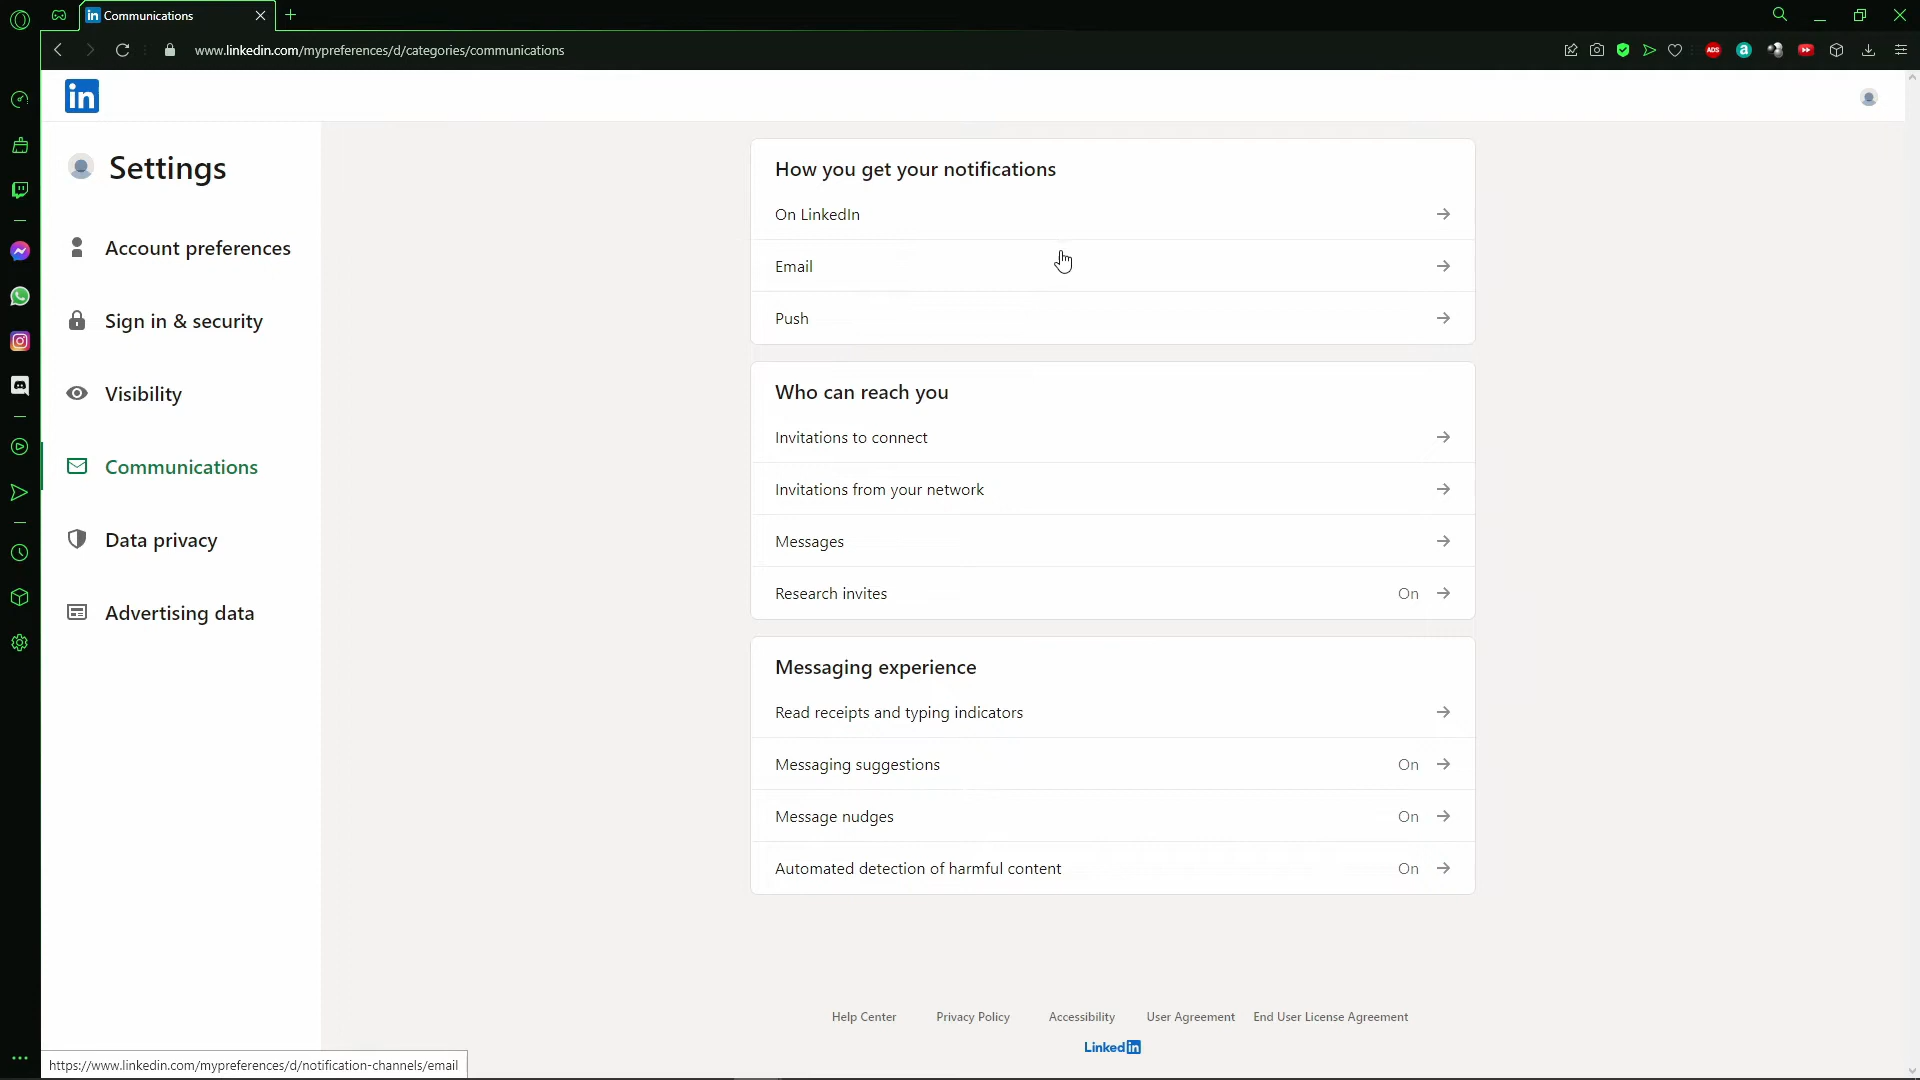 Communications
www.linkedin.com/mypreferences/d/categories/communications
ADS
a
in
Settings
Account preferences
Sign in & security
Visibility
Communications
Data privacy
Advertising data
How you get your notifications
On LinkedIn
Email
Push
Who can reach you
Invitations to connect
Invitations from your network
Messages
Research invites On
Messaging experience
Read receipts and typing indicators
Messaging suggestions On
Message nudges On
Automated detection of harmful content On
Help Center Privacy Policy Accessibility User Agreement End User License Agreement
LinkedIn
https://www.linkedin.com/mypreferences/d/notification-channels/email